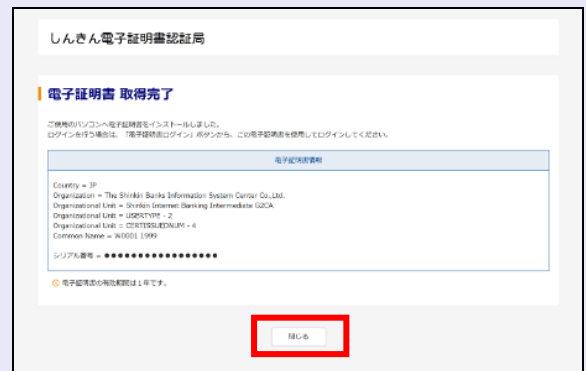 しんきん電子証明書認証局
電子証明書 取得完了
ご使用のパソコンへ電子証明書をインストールしました。
ログインを行う場合は、「電子証明書ログイン」ボタンから、この電子証明書を使用してログインしてください。
電子証明書情報
Country = JP
Organization = The Shinkin Banks Information System Center Co.,Ltd.
Organizational Unit = Shinkin Internet Banking Intermediate G2CA
Organizational Unit = USERTYPE - 2
Organizational Unit = CERTISSUEDNUM - 4
Common Name = W0001 1999
シリアル番号 = ●●●●●●●●●●●●●●●●●
電子証明書の有効期間は1年です。
閉じる